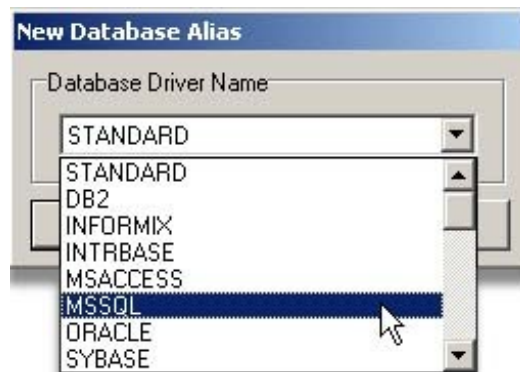 New Database Alias
Database Driver Name
STANDARD
STANDARD
DB2
INFORMIX
INTRBASE
MSACCESS
MSSQL
ORACLE
SYBASE